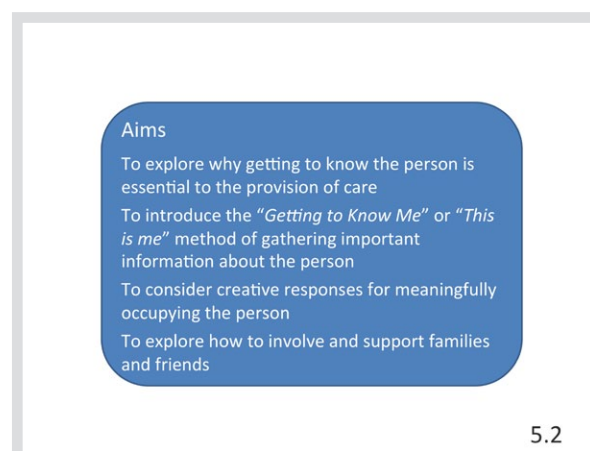 Aims
To explore why getting to know the person is
essential to the provision of care
To introduce the “Getting to Know Me” or “This
is me” method of gathering important
information about the person
To consider creative responses for meaningfully
occupying the person
To explore how to involve and support families
and friends
5.2